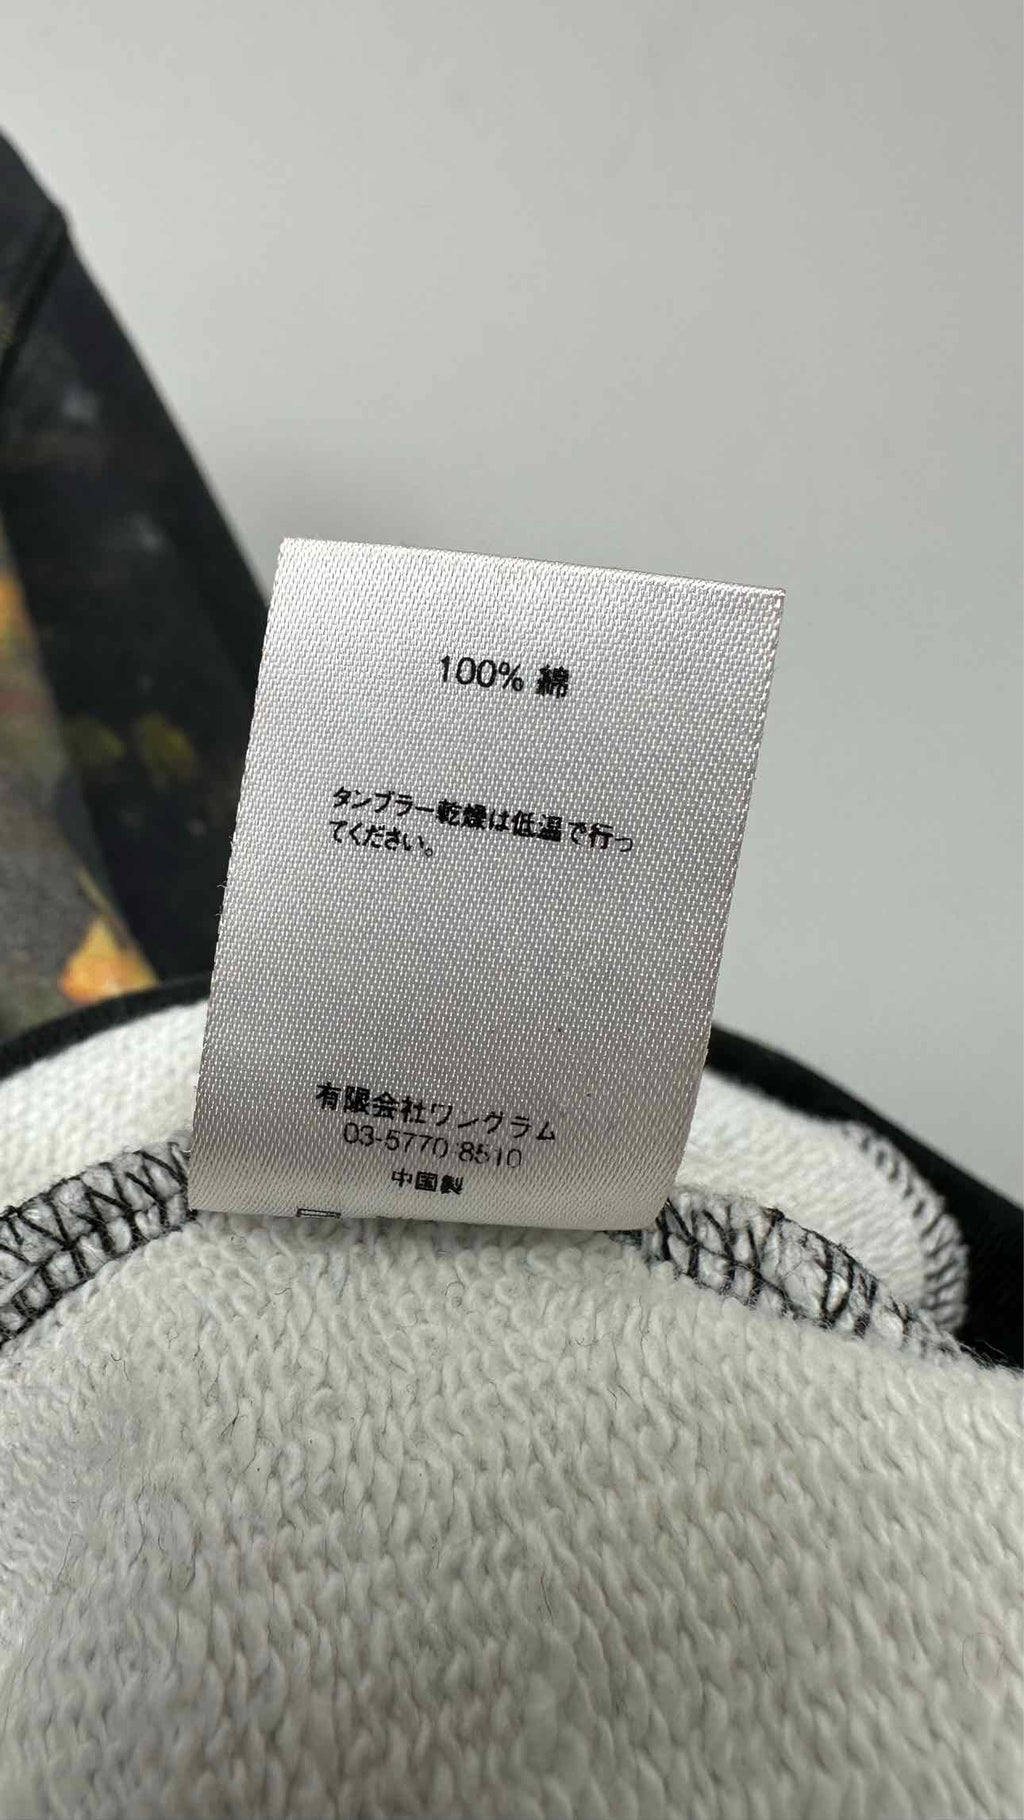 100% 綿
タンブラー乾燥は低温で行っ
てください。
有限会社ワングラム
03-5770 8510
中国製